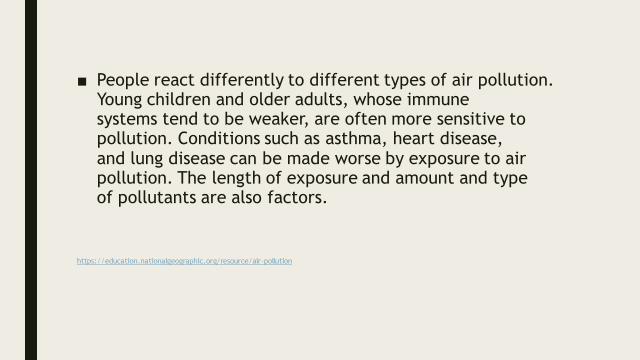 ▪ People react differently to different types of air pollution.
Young children and older adults, whose immune
systems tend to be weaker, are often more sensitive to
pollution. Conditions such as asthma, heart disease,
and lung disease can be made worse by exposure to air
pollution. The length of exposure and amount and type
of pollutants are also factors.
https://education.nationalgeographic.org/resource/air-pollution